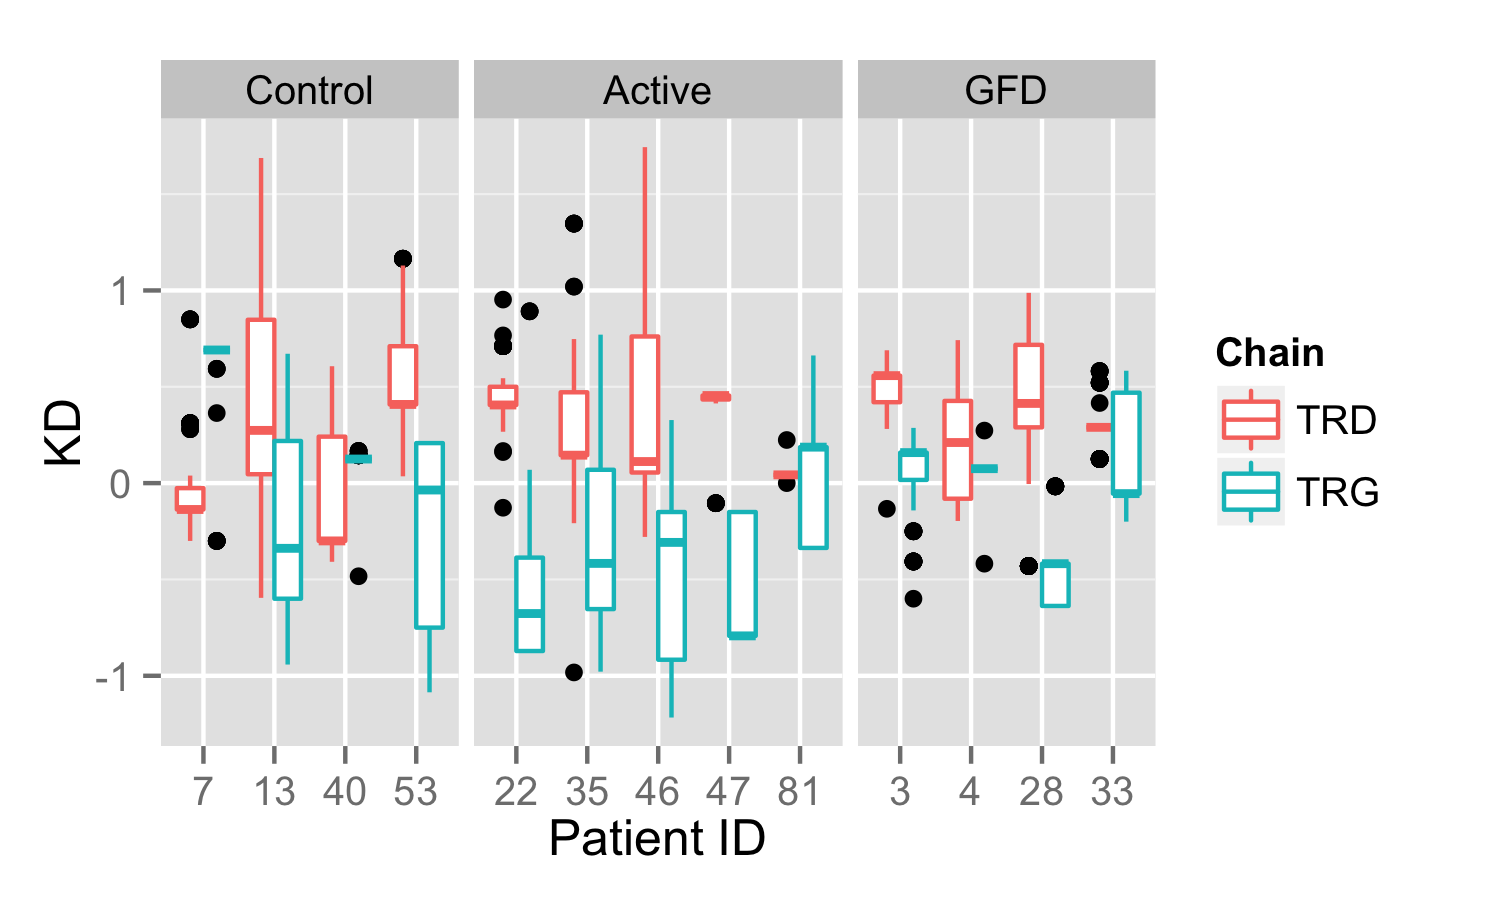 Control Active GFD
KD
1
0
-1
7 13 40 53 22 35 46 47 81 3 4 28 33
Patient ID
Chain
TRD
TRG